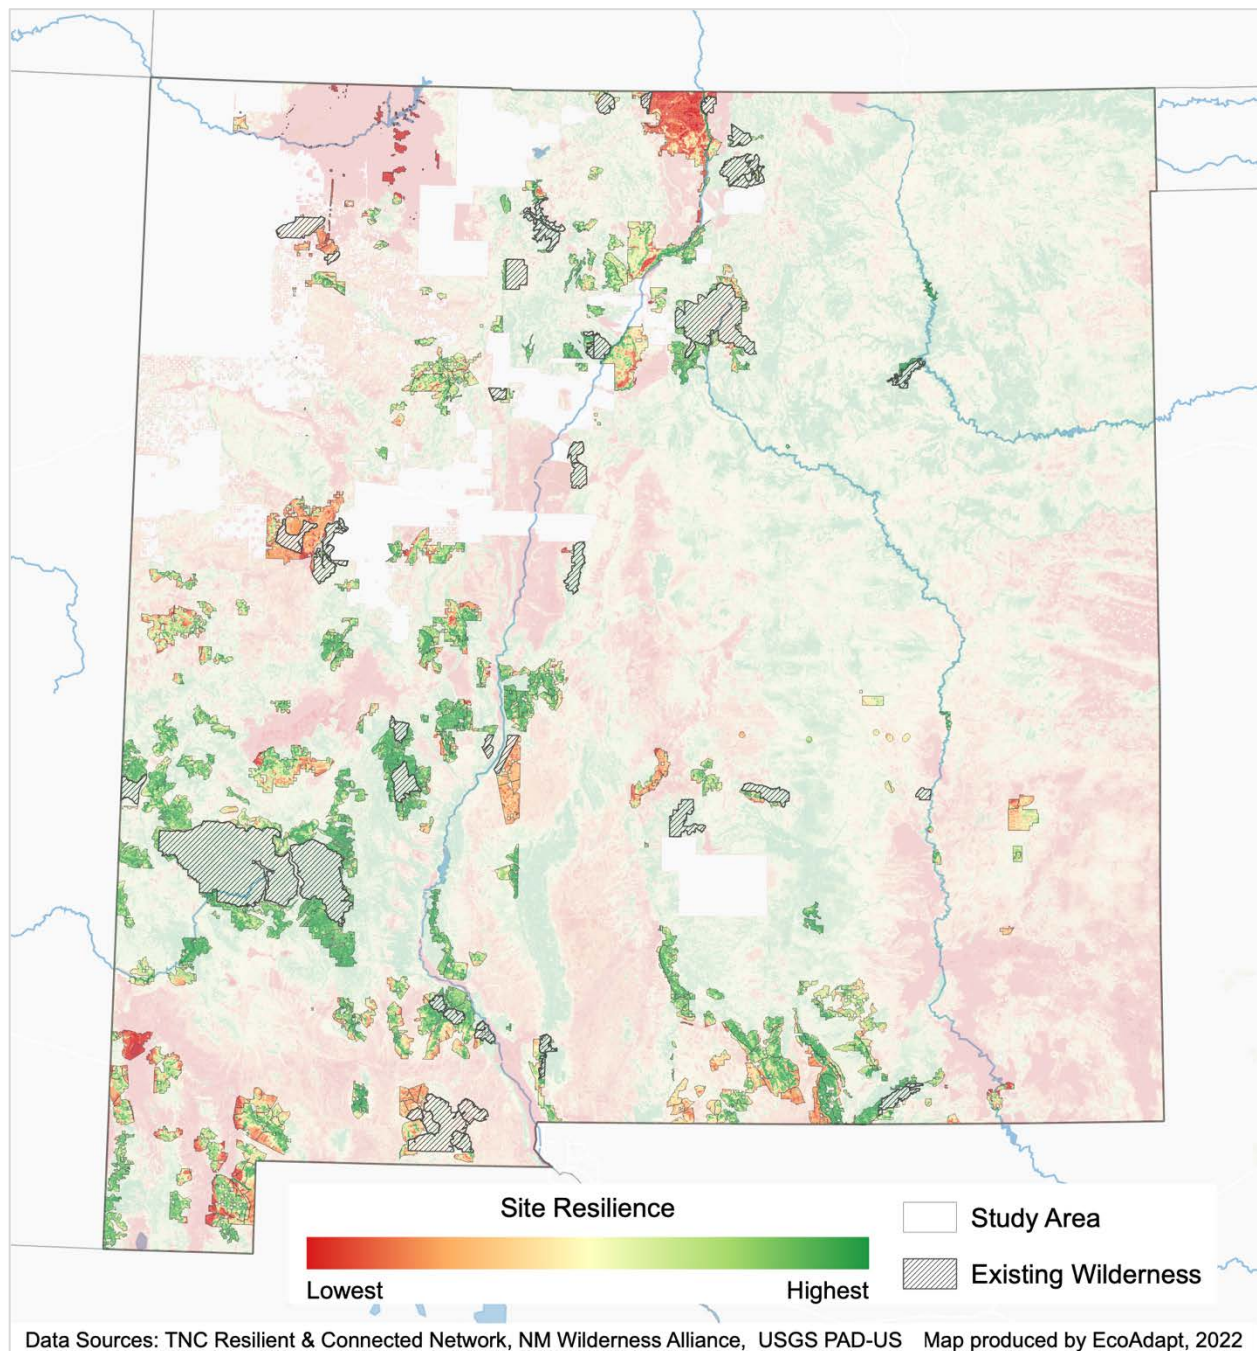 Site Resilience
Lowest
Highest
Study Area
Existing Wilderness
Data Sources: TNC Resilient & Connected Network, NM Wilderness Alliance, USGS PAD-US Map produced by EcoAdapt, 2022